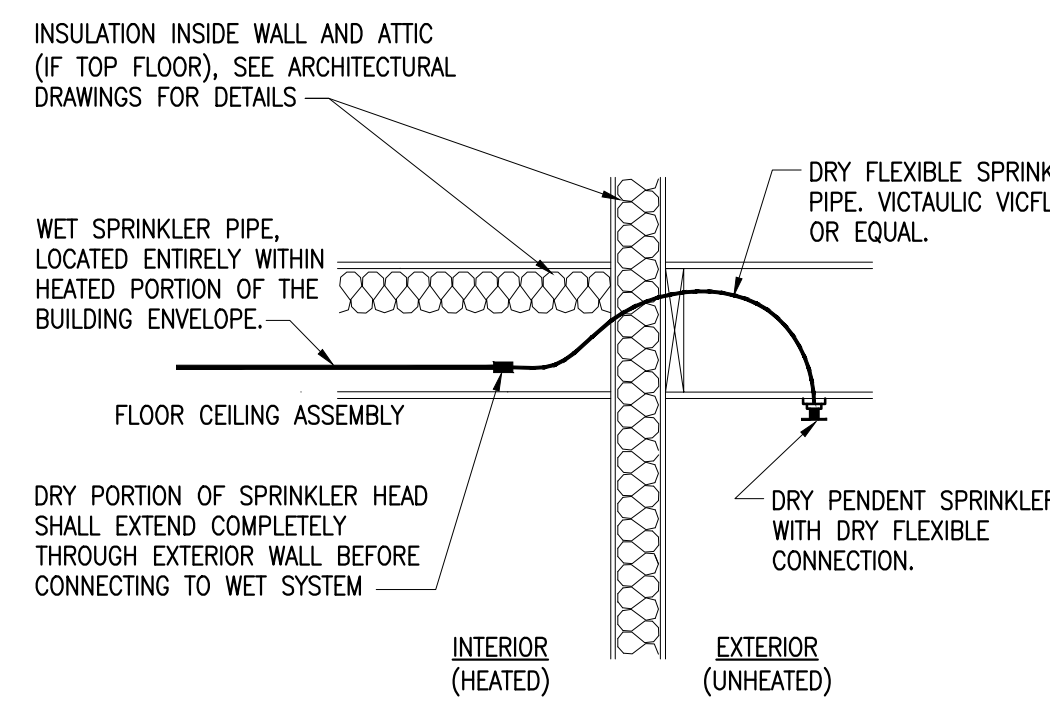 INSULATION INSIDE WALL AND ATTIC
(IF TOP FLOOR), SEE ARCHITECTURAL
DRAWINGS FOR DETAILS
DRY FLEXIBLE
PIPE. VICTAULIC
OR EQUAL.
WET SPRINKLER PIPE,
LOCATED ENTIRELY WITHIN
HEATED PORTION OF THE
BUILDING ENVELOPE.
FLOOR CEILING ASSEMBLY
DRY PORTION OF SPRINKLER HEAD
SHALL EXTEND COMPLETELY
THROUGH EXTERIOR WALL BEFORE
CONNECTING TO WET SYSTEM
DRY PENDENT SPRINKLER
WITH DRY FLEXIBLE
CONNECTION.
INTERIOR
(HEATED)
EXTERIOR
(UNHEATED)